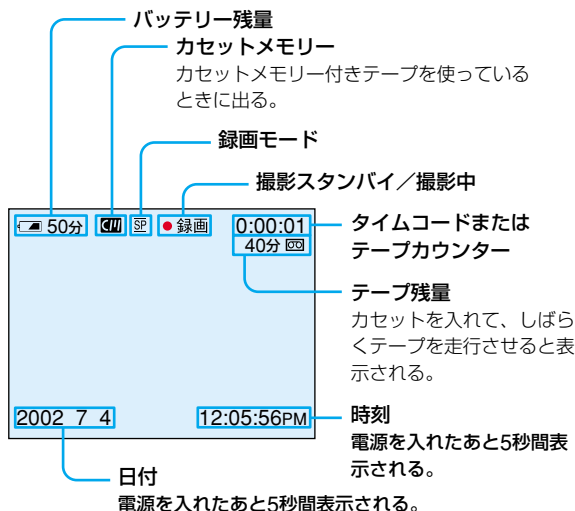 バッテリー残量
カセットメモリー
カセットメモリー付きテープを使っている
ときに出る。
録画モード
撮影スタンバイ／撮影中
50分 SP ●録画 0:00:01
40分
タイムコードまたは
テープカウンター
テープ残量
カセットを入れて、しばら
くテープを走行させると表
示される。
2002 7 4 12:05:56PM
時刻
電源を入れたあと5秒間表
示される。
日付
電源を入れたあと5秒間表示される。